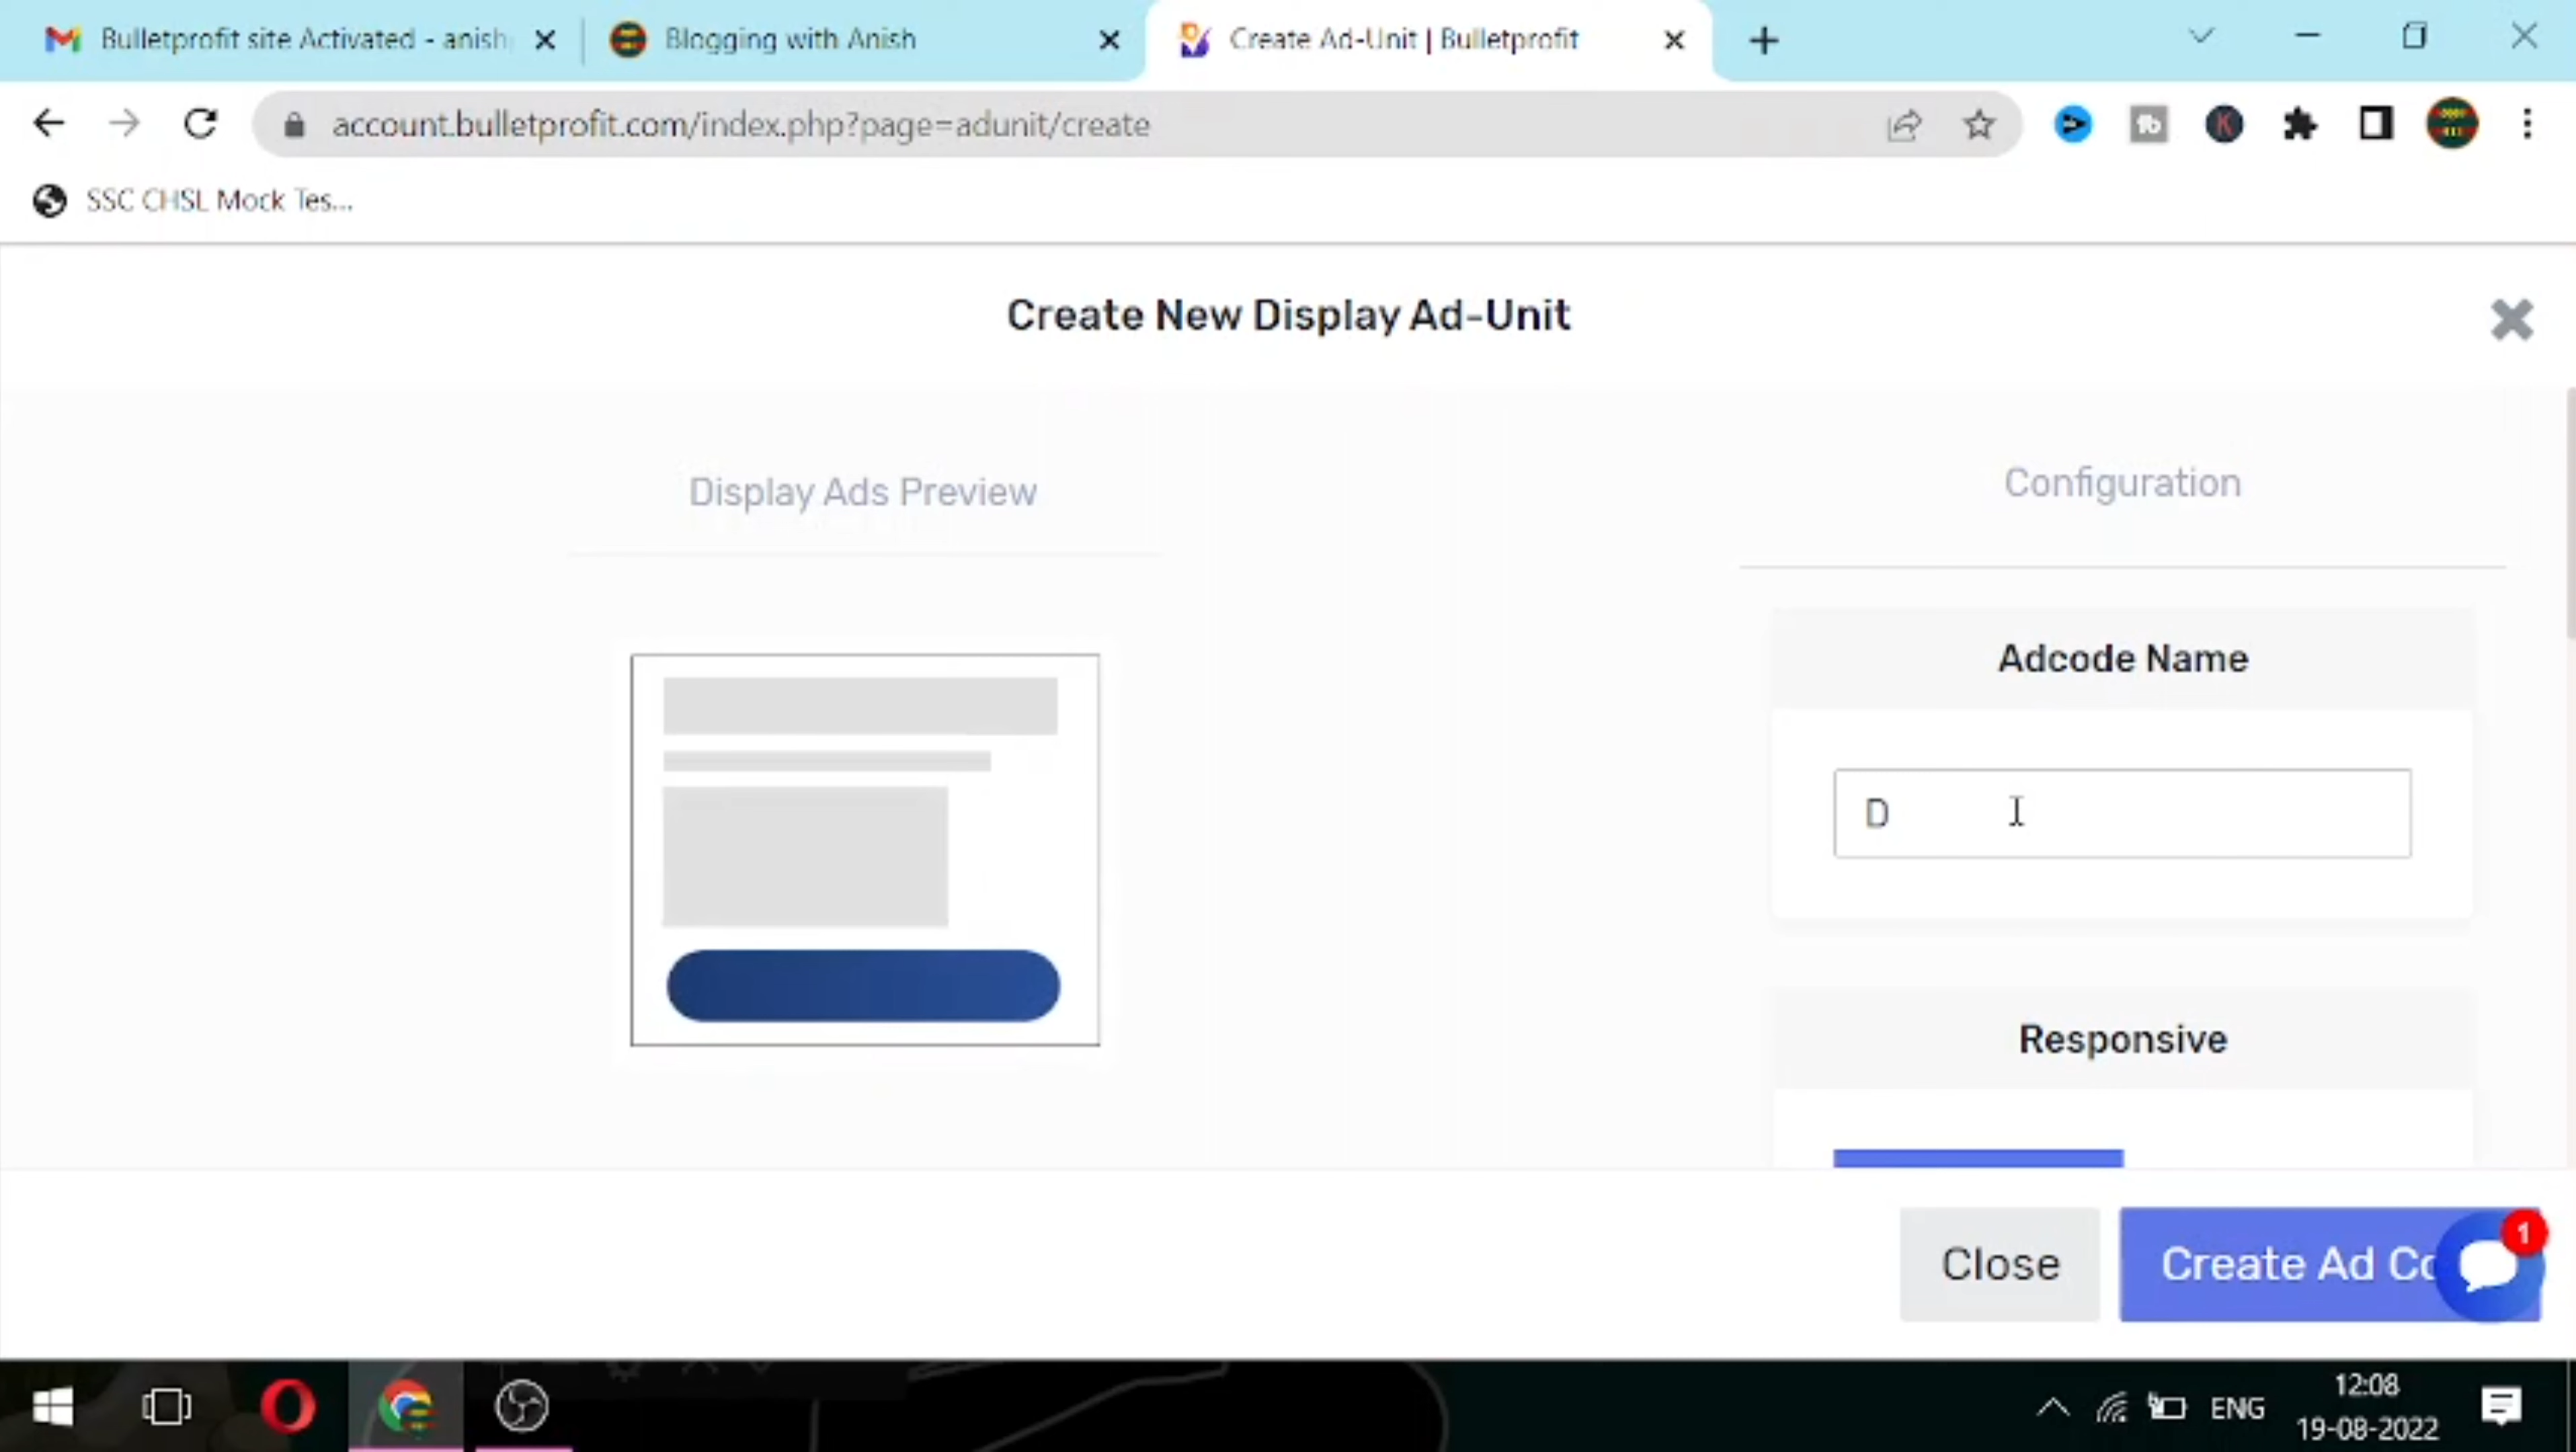 Bulletprofit site Activated - anish
Blogging with Anish
Create Ad-Unit | Bulletprofit
account.bulletprofit.com/index.php?page=adunit/create
SSC CHSL Mock Tes...
Create New Display Ad-Unit
Display Ads Preview
Configuration
Adcode Name
D
Responsive
Close
Create Ad Co
1
ENG
12:08
19-08-2022